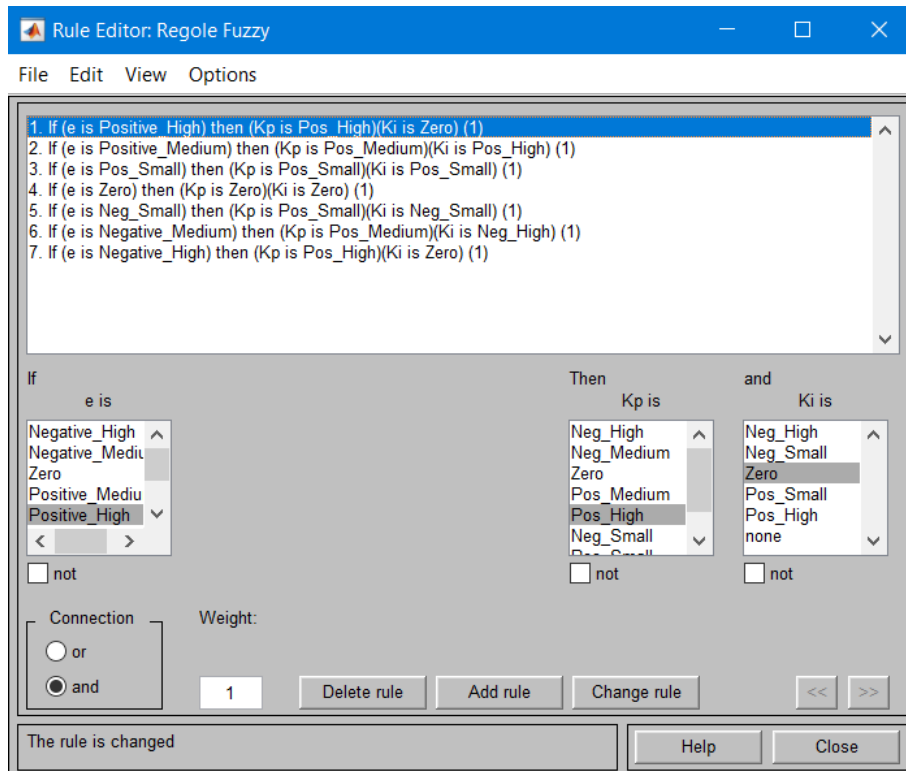 Rule Editor: Regole Fuzzy
File Edit View Options
1. If (e is Positive_High) then (Kp is Pos_High)(Ki is Zero) (1)
2. If (e is Positive_Medium) then (Kp is Pos_Medium)(Ki is Pos_High) (1)
3. If (e is Pos_Small) then (Kp is Pos_Small)(Ki is Pos_Small) (1)
4. If (e is Zero) then (Kp is Zero)(Ki is Zero) (1)
5. If (e is Neg_Small) then (Kp is Pos_Small)(Ki is Neg_Small) (1)
6. If (e is Negative_Medium) then (Kp is Pos_Medium)(Ki is Neg_High) (1)
7. If (e is Negative_High) then (Kp is Pos_High)(Ki is Zero) (1)
If
e is
Negative_High
Negative_Mediu
Zero
Positive_Mediu
Positive_High
not
Then
Kp is
Neg_High
Neg_Medium
Zero
Pos_Medium
Pos_High
Neg_Small
Pos_Small
not
and
Ki is
Neg_High
Neg_Small
Zero
Pos_Small
Pos_High
none
not
Connection
or
and
Weight:
1
Delete rule Add rule Change rule << >>
The rule is changed
Help Close